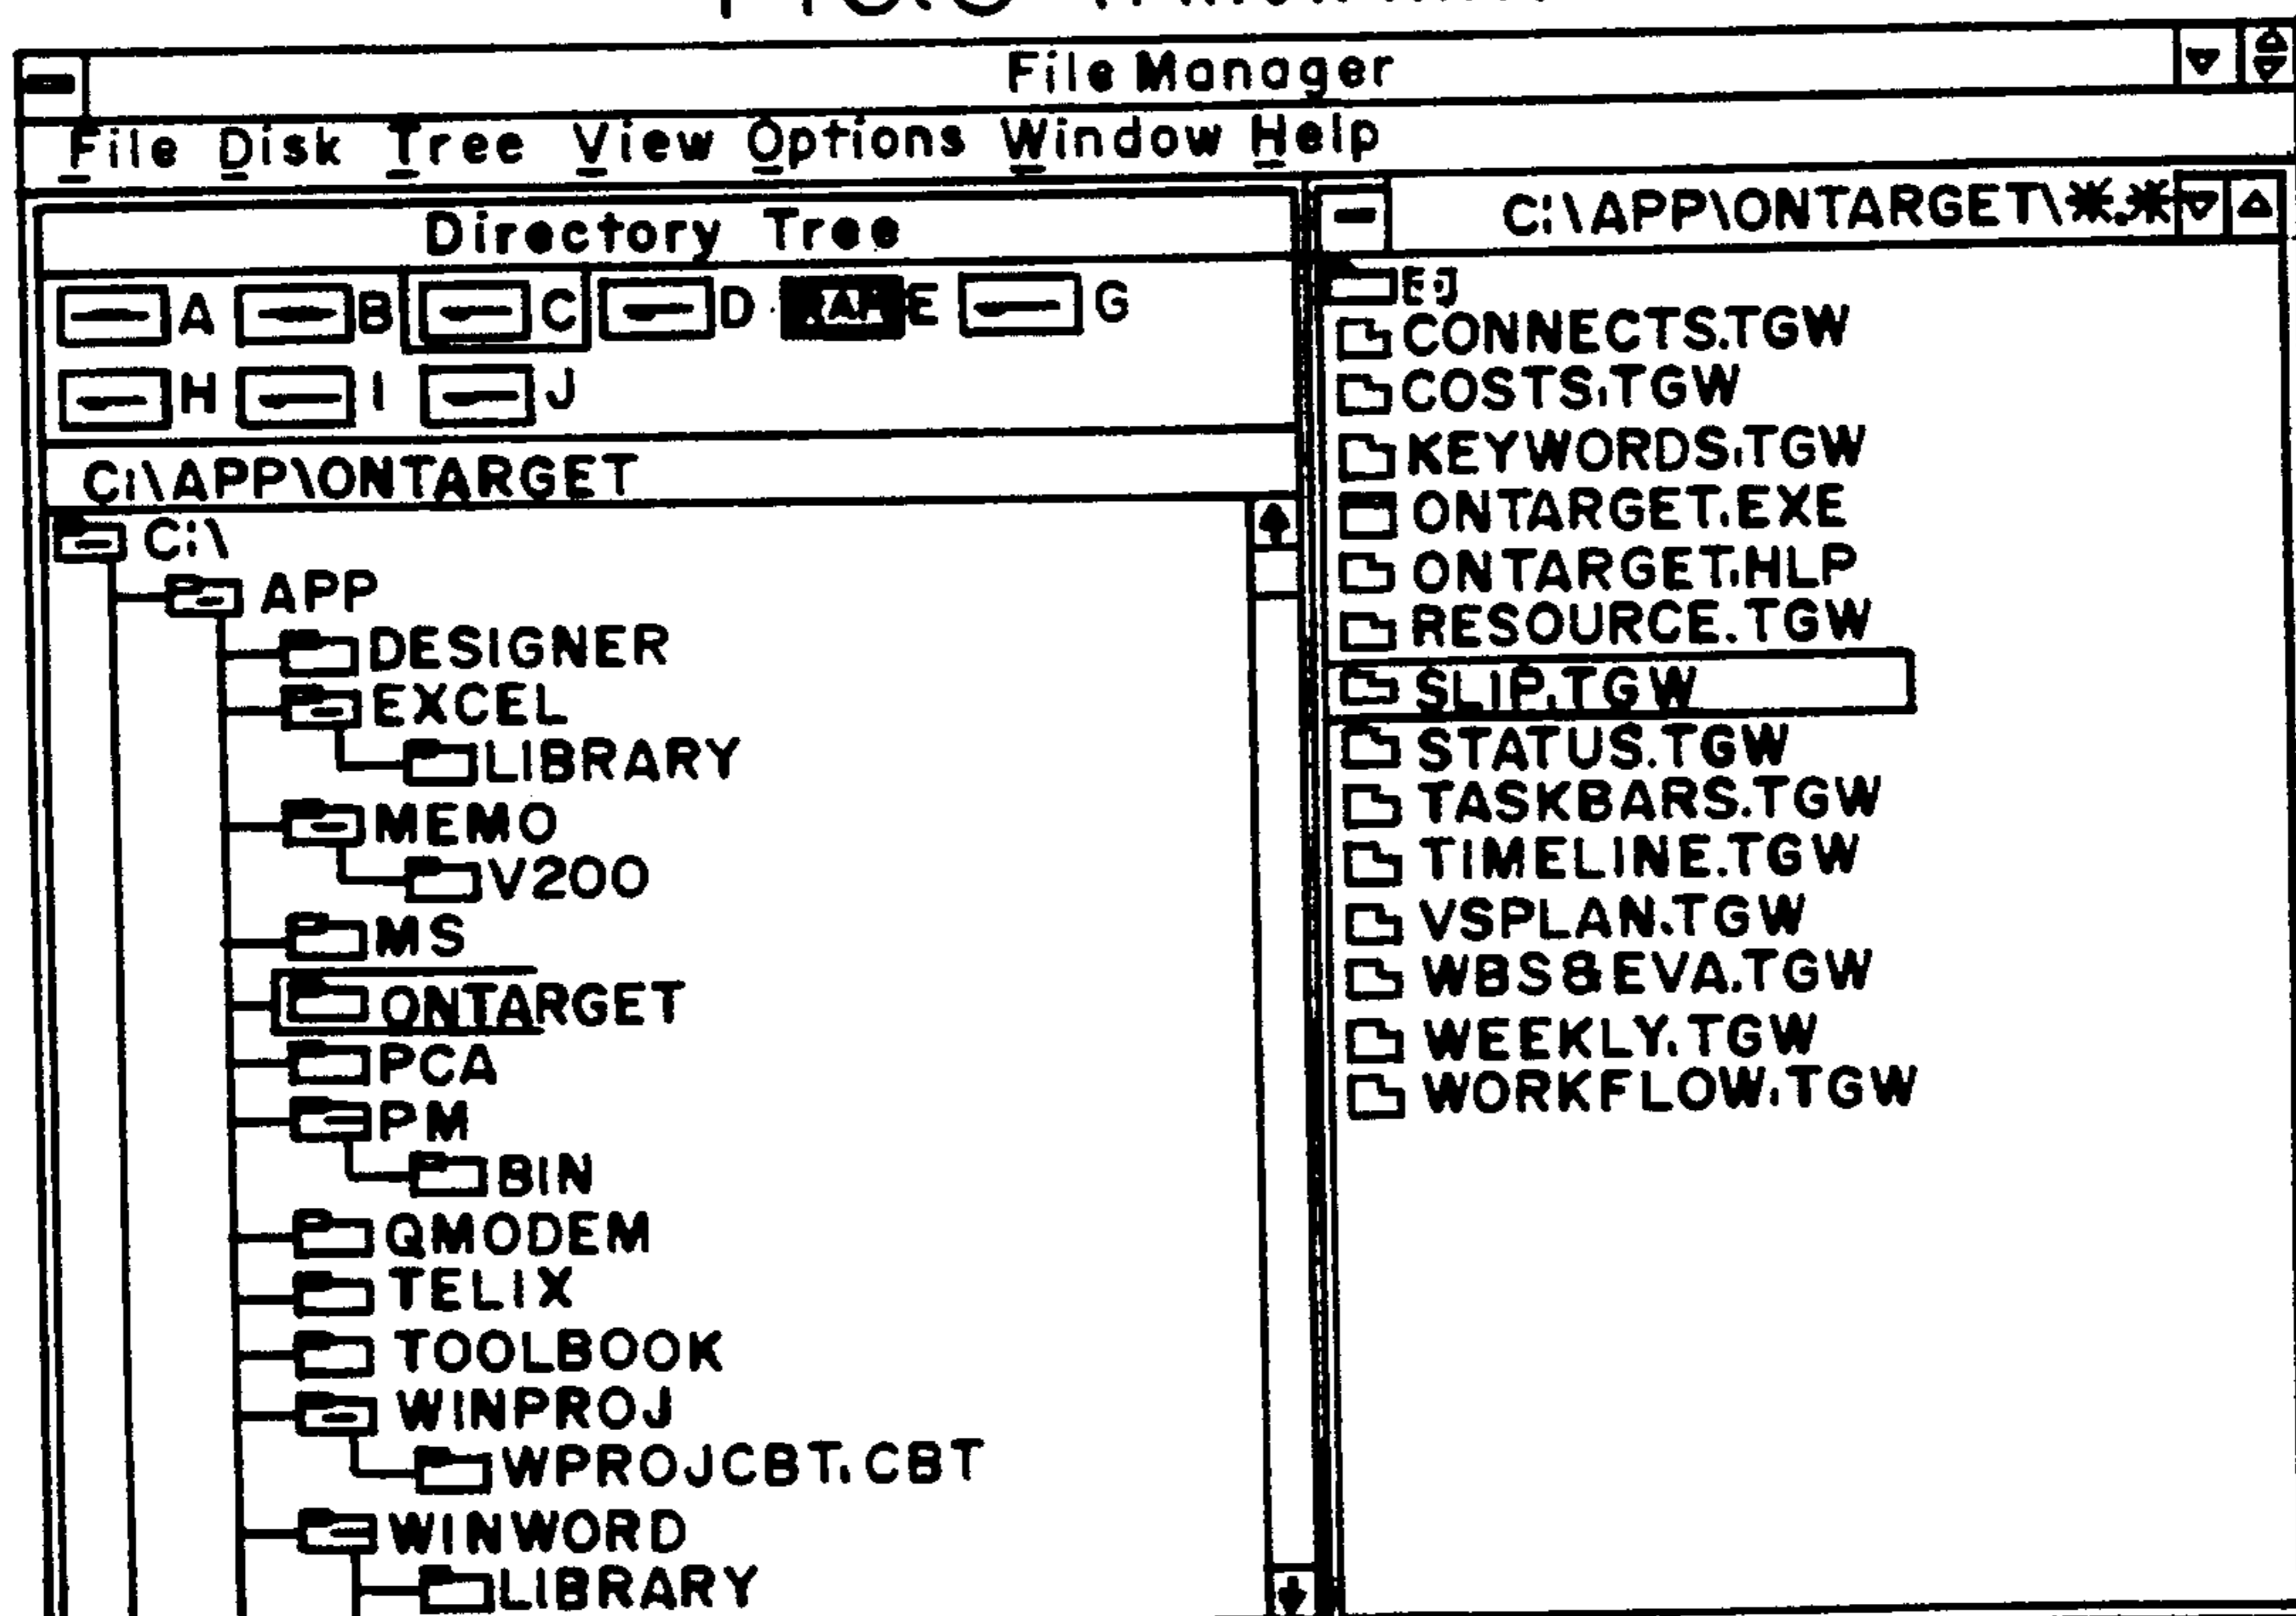 File Manager
File Disk Tree View Options Window Help
Directory Tree
A B C D E G
H I J
C:\APP\ONTARGET
C:\
APP
DESIGNER
EXCEL
LIBRARY
MEMO
V200
MS
ONTARGET
PCA
PM
BIN
QMODEM
TELIX
TOOLBOOK
WINPROJ
WPROJCBT.CBT
WINWORD
LIBRARY
C:\APP\ONTARGET\*.*
CONNECTS.TGW
COSTS.TGW
KEYWORDS.TGW
ONTARGET.EXE
ONTARGET.HLP
RESOURCE.TGW
SLIP.TGW
STATUS.TGW
TASKBARS.TGW
TIMELINE.TGW
VSPLAN.TGW
WBS&EVA.TGW
WEEKLY.TGW
WORKFLOW.TGW